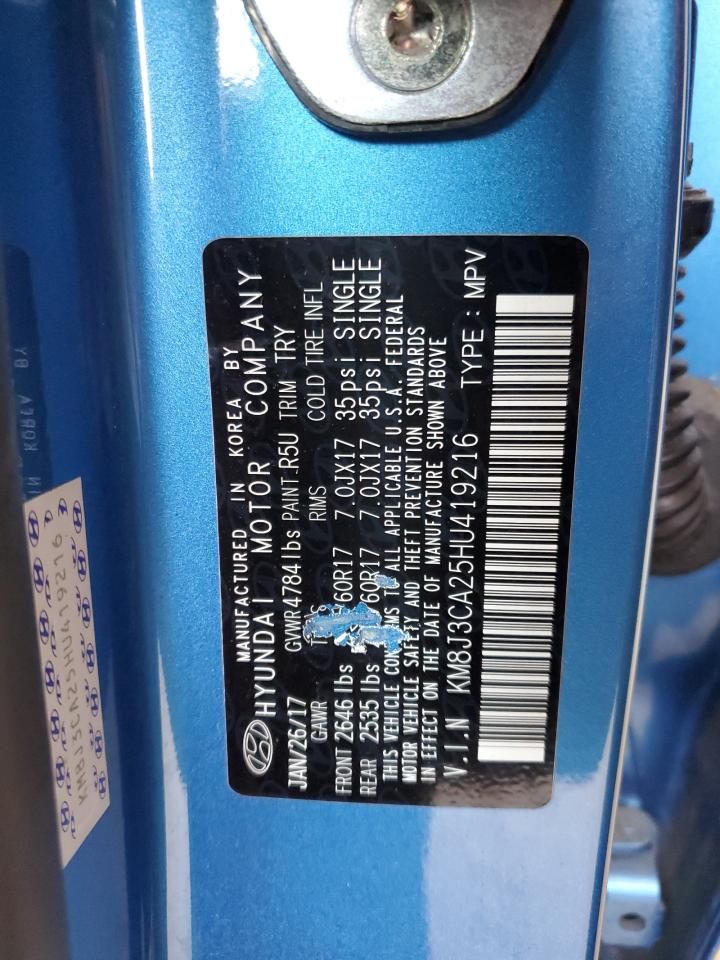 MANUFACTURED IN KOREA BY
HYUNDAI MOTOR COMPANY
JAN/26/17 GVWR 4784 lbs PAINT R5U TRIM TRY
GAWR RIMS COLD TIRE INFL
FRONT 2646 lbs 60R17 7.0JX17 35psi SINGLE
REAR 2535 lbs 60R17 7.0JX17 35psi SINGLE
THIS VEHICLE CONFORMS TO ALL APPLICABLE U.S.A. FEDERAL
MOTOR VEHICLE SAFETY AND THEFT PREVENTION STANDARDS
IN EFFECT ON THE DATE OF MANUFACTURE SHOWN ABOVE
V.I.N KM8J3CA25HU419216 TYPE : MPV
KM8J3CA25HU419216